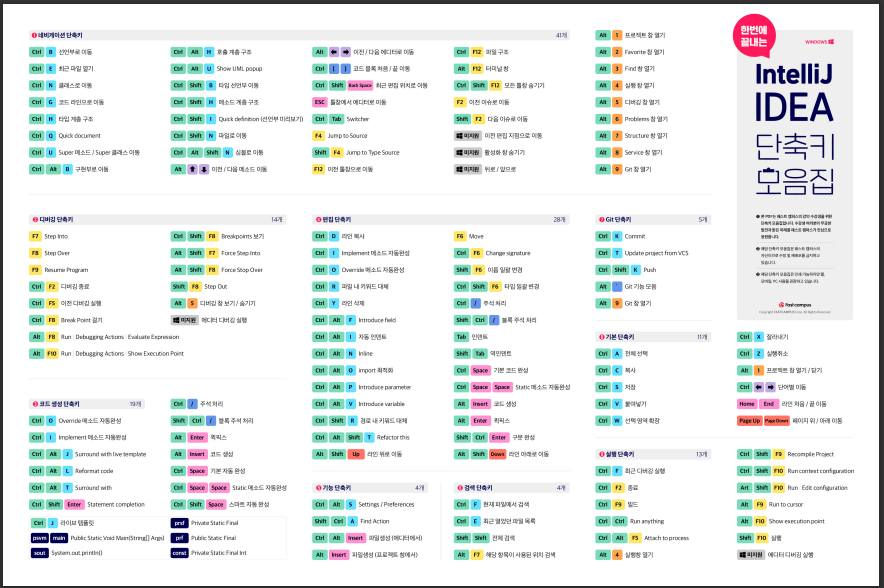 ❶네비게이션 단축키 41개
Ctrl B 선언부로 이동
Ctrl E 최근 파일 열기
Ctrl N 클래스로 이동
Ctrl G 코드 라인으로 이동
Ctrl H 타입 계층 구조
Ctrl Q Quick document
Ctrl U Super 메소드 / Super 클래스 이동
Ctrl Alt B 구현부로 이동
Ctrl Alt H 호출 계층 구조
Ctrl Alt U Show UML popup
Ctrl Shift B 타입 선언부 이동
Ctrl Shift H 메소드 계층 구조
Ctrl Shift I Quick definition (선언부 미리보기)
Ctrl Shift N 파일로 이동
Ctrl Alt Shift N 심볼로 이동
Alt ⬆ ⬇ 이전 / 다음 메소드 이동
Alt ⬅ ➡ 이전 / 다음 에디터로 이동
Ctrl [ ] 코드 블록 처음 / 끝 이동
Ctrl Shift Back Space 최근 편집 위치로 이동
ESC 툴창에서 에디터로 이동
Ctrl Tab Switcher
F4 Jump to Source
Shift F4 Jump to Type Source
F12 이전 툴창으로 이동
Ctrl F12 파일 구조
Alt F12 터미널 창
Ctrl Shift F12 모든 툴창 숨기기
F2 이전 이슈로 이동
Shift F2 다음 이슈로 이동
미지원 이전 편집 지점으로 이동
미지원 활성화 창 숨기기
미지원 뒤로 / 앞으로
Alt 1 프로젝트 창 열기
Alt 2 Favorite 창 열기
Alt 3 Find 창 열기
Alt 4 실행 창 열기
Alt 5 디버깅 창 열기
Alt 6 Problems 창 열기
Alt 7 Structure 창 열기
Alt 8 Service 창 열기
Alt 9 Git 창 열기
한번에
끝내는
WINDOWS
IntelliJ
IDEA
단축키
모음집
fastcampus
디버깅 단축키 14개
F7 Step Into
F8 Step Over
F9 Resume Program
Ctrl F2 디버깅 종료
Ctrl F5 이전 디버깅 실행
Ctrl F8 Break Point 걸기
Alt F8 Run : Debugging Actions : Evaluate Expression
Alt F10 Run : Debugging Actions : Show Execution Point
Ctrl Shift F8 Breakpoints 보기
Alt Shift F7 Force Step Into
Alt Shift F8 Force Stop Over
Shift F8 Step Out
Alt 5 디버깅 창 보기 / 숨기기
미지원 에디터 디버깅 실행
편집 단축키 28개
Ctrl D 라인 복사
Ctrl I Implement 메소드 자동완성
Ctrl O Override 메소드 자동완성
Ctrl R 파일 내 키워드 대체
Ctrl Y 라인 삭제
Ctrl Alt F Introduce field
Ctrl Alt I 자동 인덴트
Ctrl Alt N Inline
Ctrl Alt O import 최적화
Ctrl Alt P Introduce parameter
Ctrl Alt V Introduce variable
Ctrl Shift R 경로 내 키워드 대체
Ctrl Alt Shift T Refactor this
Alt Shift Up 라인 위로 이동
F6 Move
Ctrl F6 Change signature
Shift F6 이름 일괄 변경
Ctrl Shift F6 타입 일괄 변경
Ctrl / 주석 처리
Shift Ctrl / 블록 주석 처리
Tab 인덴트
Shift Tab 역인덴트
Ctrl Space 기본 코드 완성
Ctrl Space Space Static 메소드 자동완성
Alt Insert 코드 생성
Alt Enter 퀵픽스
Shift Ctrl Enter 구문 완성
Alt Shift Down 라인 아래로 이동
Git 단축키 5개
Ctrl K Commit
Ctrl T Update project from VCS
Ctrl Shift K Push
Alt ` Git 기능 모음
Alt 9 Git 창 열기
기본 단축키 11개
Ctrl A 전체 선택
Ctrl C 복사
Ctrl S 저장
Ctrl V 붙여넣기
Ctrl W 선택 영역 확장
Ctrl X 잘라내기
Ctrl Z 실행취소
Alt 1 프로젝트 창 열기 / 닫기
Ctrl ⬅ ➡ 단어별 이동
Home End 라인 처음 / 끝 이동
Page Up Page Down 페이지 위 / 아래 이동
코드 생성 단축키 19개
Ctrl O Override 메소드 자동완성
Ctrl I Implement 메소드 자동완성
Ctrl Alt J Surround with live template
Ctrl Alt L Reformat code
Ctrl Alt T Surround with
Ctrl Shift Enter Statement completion
Ctrl J 라이브 템플릿
psvm main Public Static Void Main(String[] Args)
sout System.out.println()
Ctrl / 주석 처리
Shift Ctrl / 블록 주석 처리
Alt Enter 퀵픽스
Alt Insert 코드 생성
Ctrl Space 기본 자동 완성
Ctrl Space Space Static 메소드 자동완성
Ctrl Shift Space 스마트 자동 완성
prsf Private Static Final
prf Public Static Final
const Private Static Final Int
기능 단축키 4개
Ctrl Alt S Settings / Preferences
Shift Ctrl A Find Action
Ctrl Alt Insert 파일생성 (에디터에서)
Alt Insert 파일생성 (프로젝트 창에서)
검색 단축키 4개
Ctrl F 현재 파일에서 검색
Ctrl E 최근 열었던 파일 목록
Shift Shift 전체 검색
Alt F7 해당 항목이 사용된 위치 검색
실행 단축키 13개
Ctrl F 최근 디버깅 실행
Ctrl F2 종료
Ctrl F9 빌드
Ctrl Ctrl Run anything
Ctrl Alt F5 Attach to process
Alt 4 실행창 열기
Ctrl Shift F9 Recompile Project
Ctrl Shift F10 Run context configuration
Art Shift F10 Run : Edit configuration
Alt F9 Run to cursor
Alt F10 Show execution point
Shift F10 실행
미지원 에디터 디버깅 실행